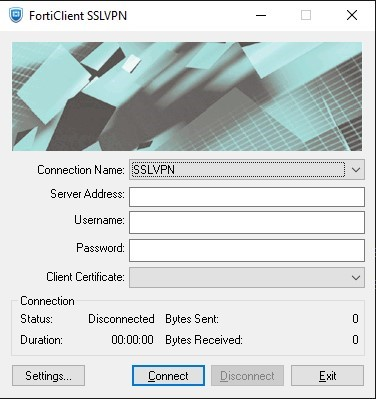 FortiClient SSLVPN
Connection Name: SSLVPN
Server Address:
Username:
Password:
Client Certificate:
Connection
Status: Disconnected Bytes Sent: 0
Duration: 00:00:00 Bytes Received: 0
Settings... Connect Disconnect Exit